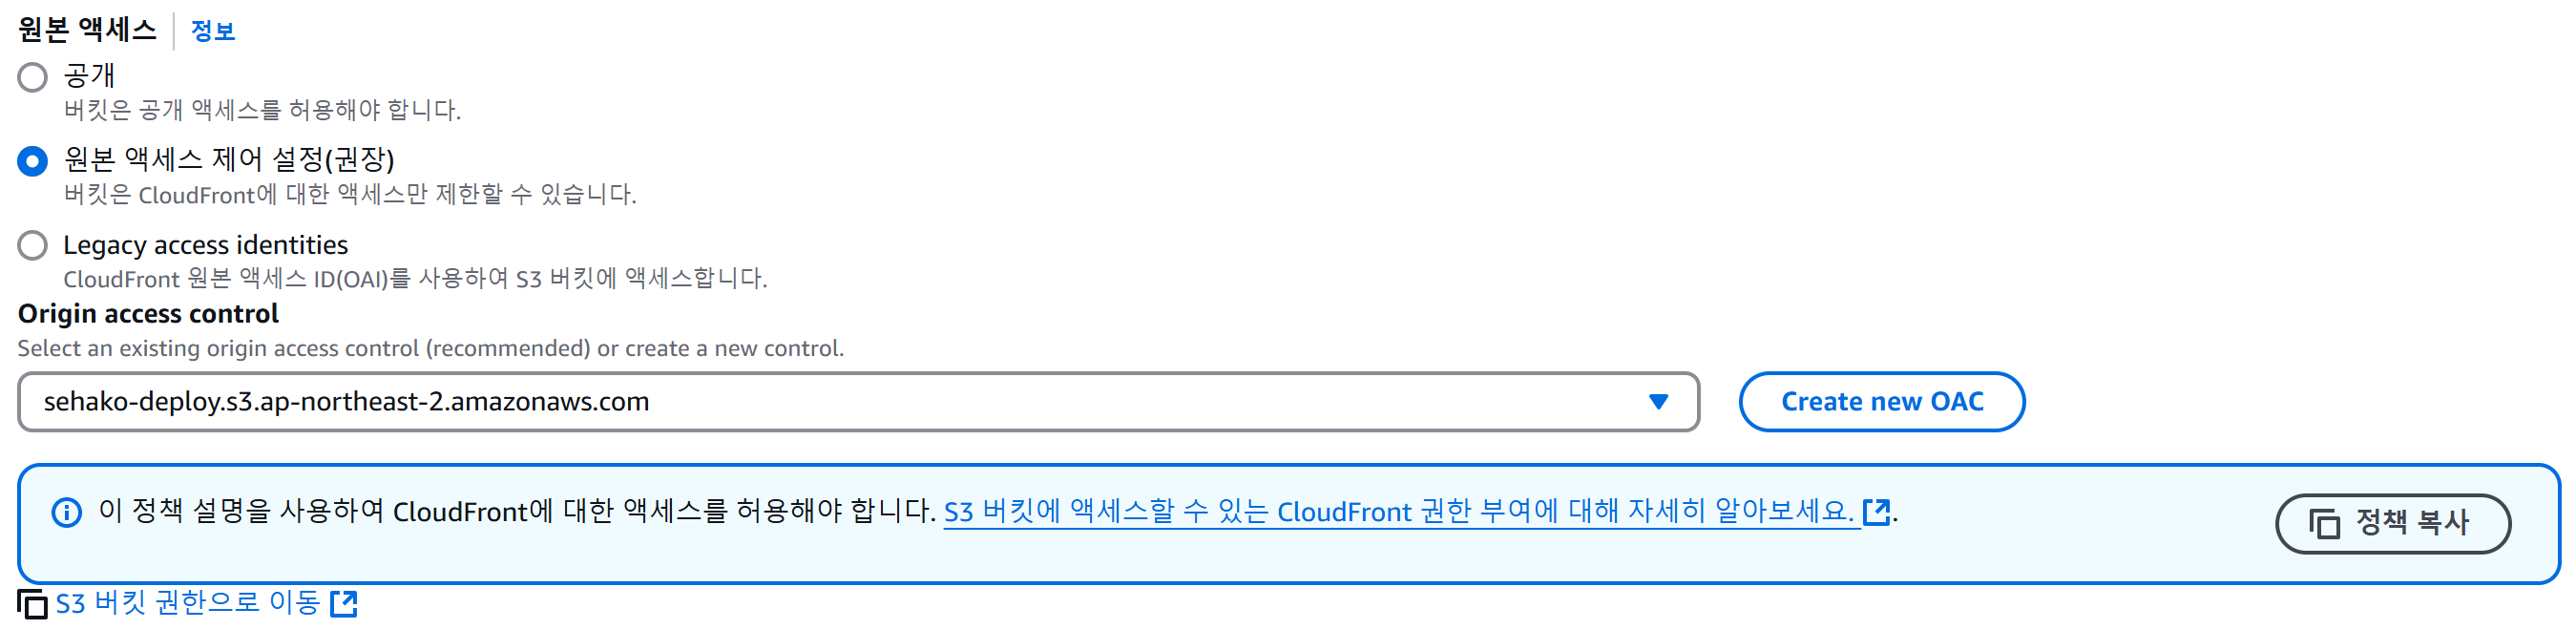 원본 액세스 정보
공개
버킷은 공개 액세스를 허용해야 합니다.
원본 액세스 제어 설정(권장)
버킷은 CloudFront에 대한 액세스만 제한할 수 있습니다.
Legacy access identities
CloudFront 원본 액세스 ID(OAI)를 사용하여 S3 버킷에 액세스합니다.
Origin access control
Select an existing origin access control (recommended) or create a new control.
sehako-deploy.s3.ap-northeast-2.amazonaws.com Create new OAC
이 정책 설명을 사용하여 CloudFront에 대한 액세스를 허용해야 합니다. S3 버킷에 액세스할 수 있는 CloudFront 권한 부여에 대해 자세히 알아보세요. . 정책 복사
S3 버킷 권한으로 이동